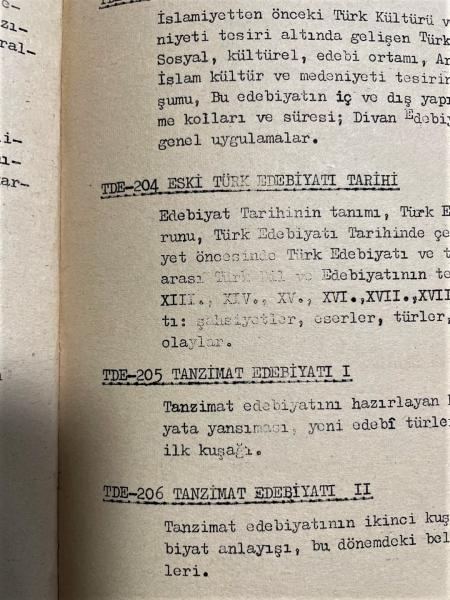 zı-
ral-
İslamiyetten önceki Türk Kültürü v
niyeti tesiri altında gelişen Türk
Sosyal, kültürel, edebi ortamı, Ar
İslam kültür ve medeniyeti tesirin
şumu, Bu edebiyatın iç ve dış yapı
me kolları ve süresi; Divan Edebiy
genel uygulamalar.
TDE-204 ESKİ TÜRK EDEBİYATI TARİHİ
Edebiyat Tarihinin tanımı, Türk E
runu, Türk Edebiyatı Tarihinde çe
yet öncesinde Türk Edebiyatı ve t
arası Türk Dil ve Edebiyatının te
XIII., XIV., XV., XVI.,XVII.,XVII
tı: şahsiyetler, eserler, türler,
olaylar.
TDE-205 TANZİMAT EDEBİYATI I
Tanzimat edebiyatını hazırlayan
yata yansıması, yeni edebî türle
ilk kuşağı.
TDE-206 TANZİMAT EDEBİYATI II
Tanzimat edebiyatının ikinci kuş
biyat anlayışı, bu dönemdeki bel
leri.